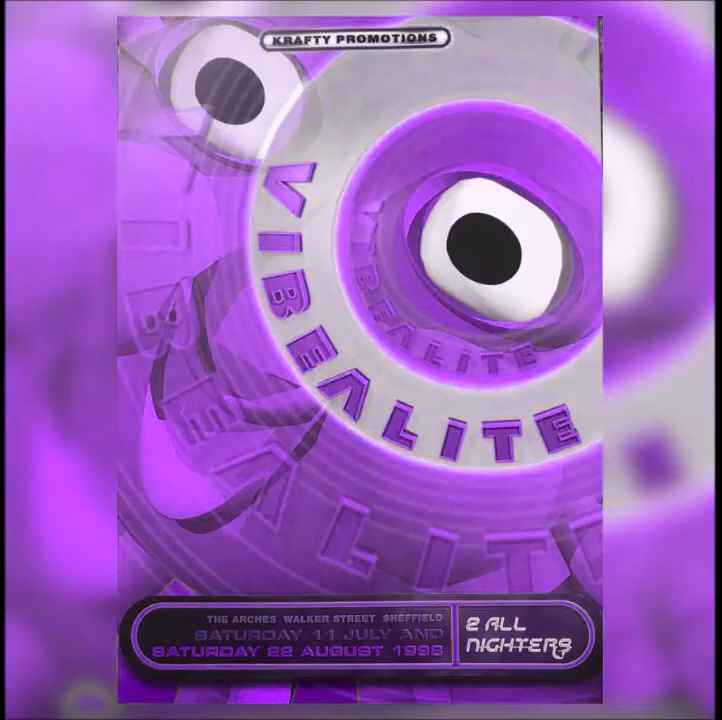 KRAFTY PROMOTIONS
VIBEALITE
VIBEALITE
VIBEALITE
THE ARCHES WALKER STREET SHEFFIELD
SATURDAY 11 JULY AND
SATURDAY 22 AUGUST 1998
2 ALL
NIGHTERS